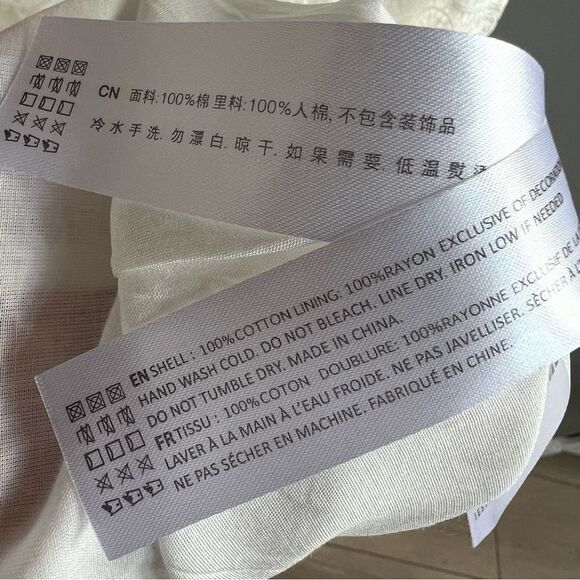 CN 面料:100%棉 里料:100%人棉, 不包含装饰品
冷水手洗. 勿漂白. 晾干. 如果需要, 低温熨
EN SHELL : 100%COTTON LINING: 100%RAYON EXCLUSIVE OF
HAND WASH COLD. DO NOT BLEACH. LINE DRY. IRON LOW IF NEEDED
DO NOT TUMBLE DRY. MADE IN CHINA.
FR TISSU : 100%COTON DOUBLURE: 100%RAYONNE EXCLUSIF DE
LAVER À LA MAIN À L'EAU FROIDE. NE PAS JAVELLISER. SÉCHER À
NE PAS SÉCHER EN MACHINE. FABRIQUÉ EN CHINE.